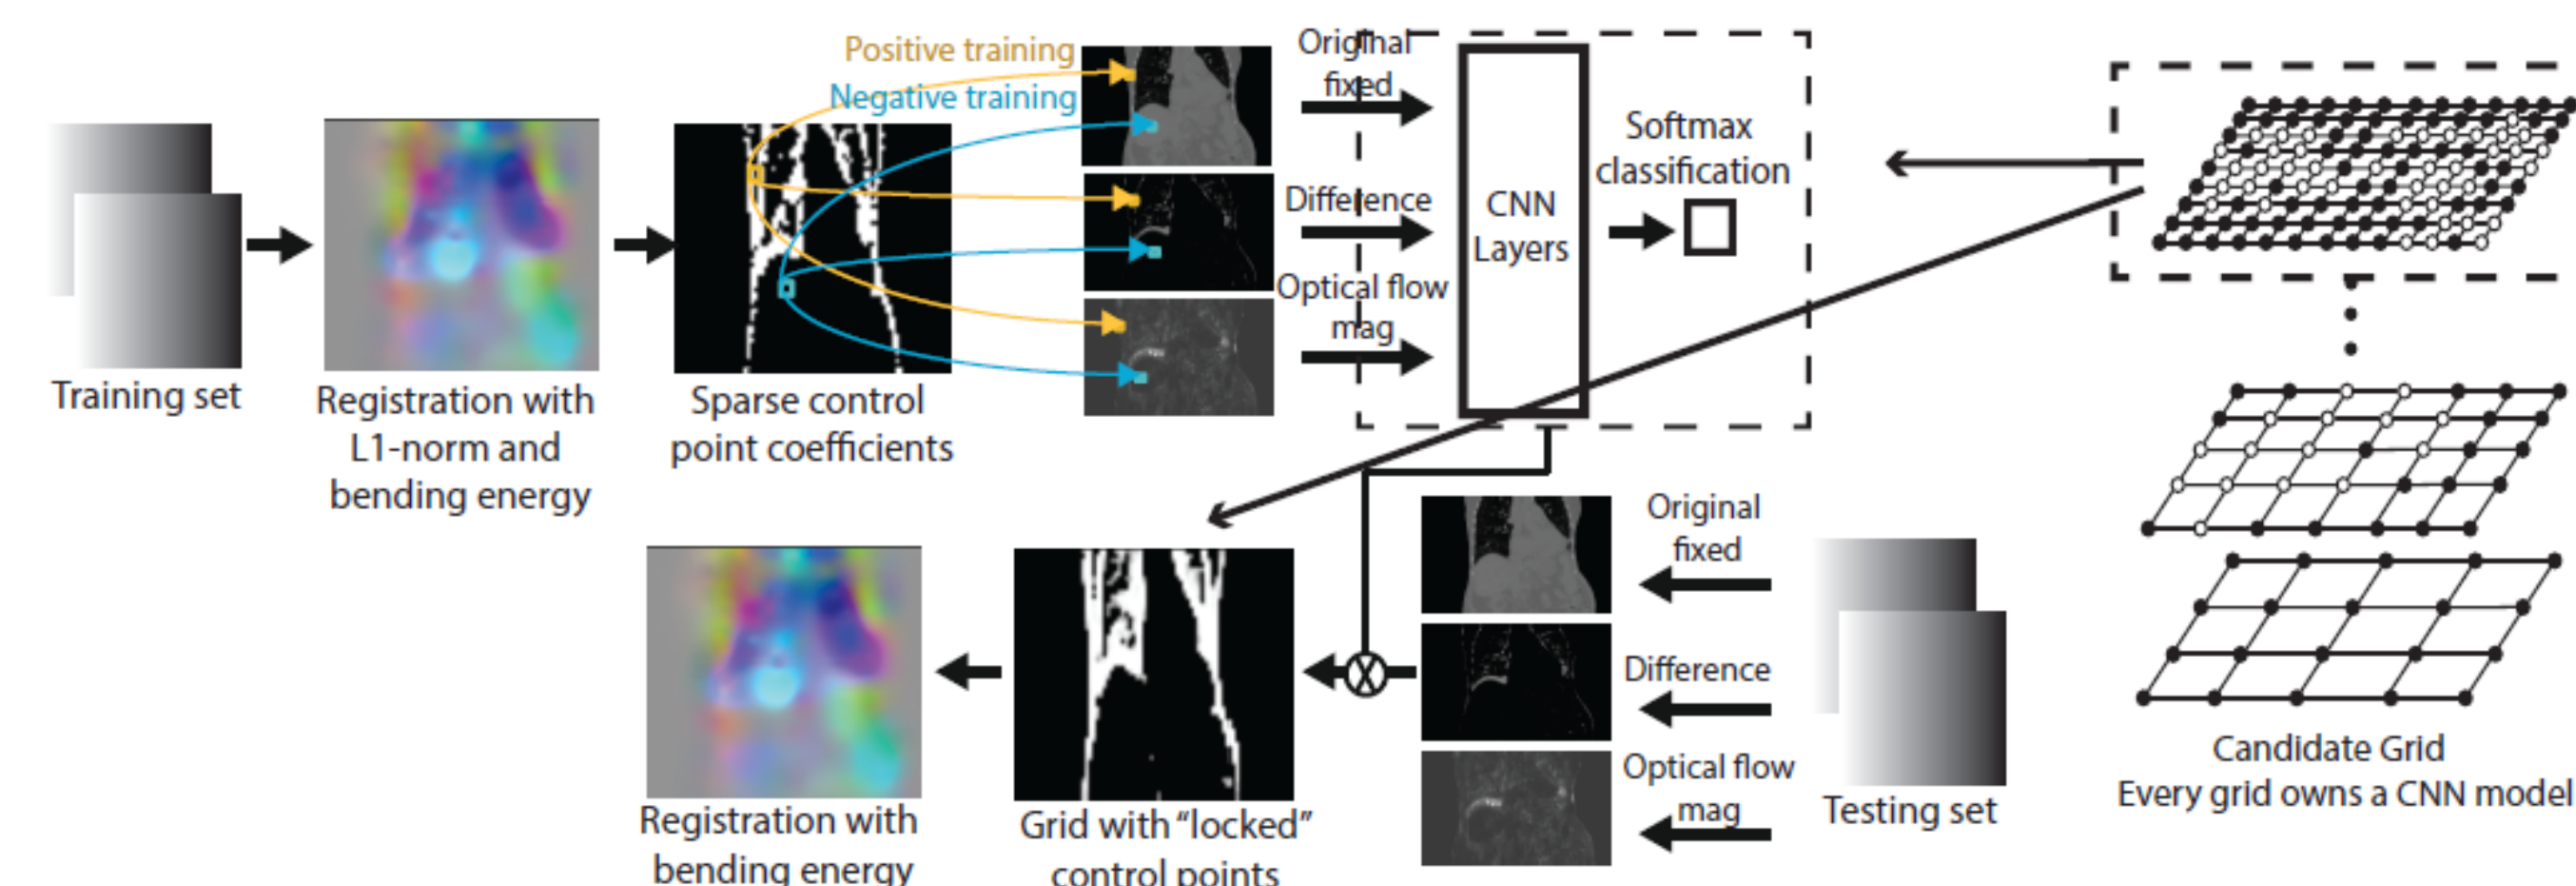 Positive training
Negative training
Training set
Registration with
L1-norm and
bending energy
Sparse control
point coefficients
Original
fixed
Difference
Optical flow
mag
CNN
Layers
Softmax
classification
Registration with
bending energy
Grid with “locked”
control points
Original
fixed
Difference
Optical flow
mag
Testing set
Candidate Grid
Every grid owns a CNN model